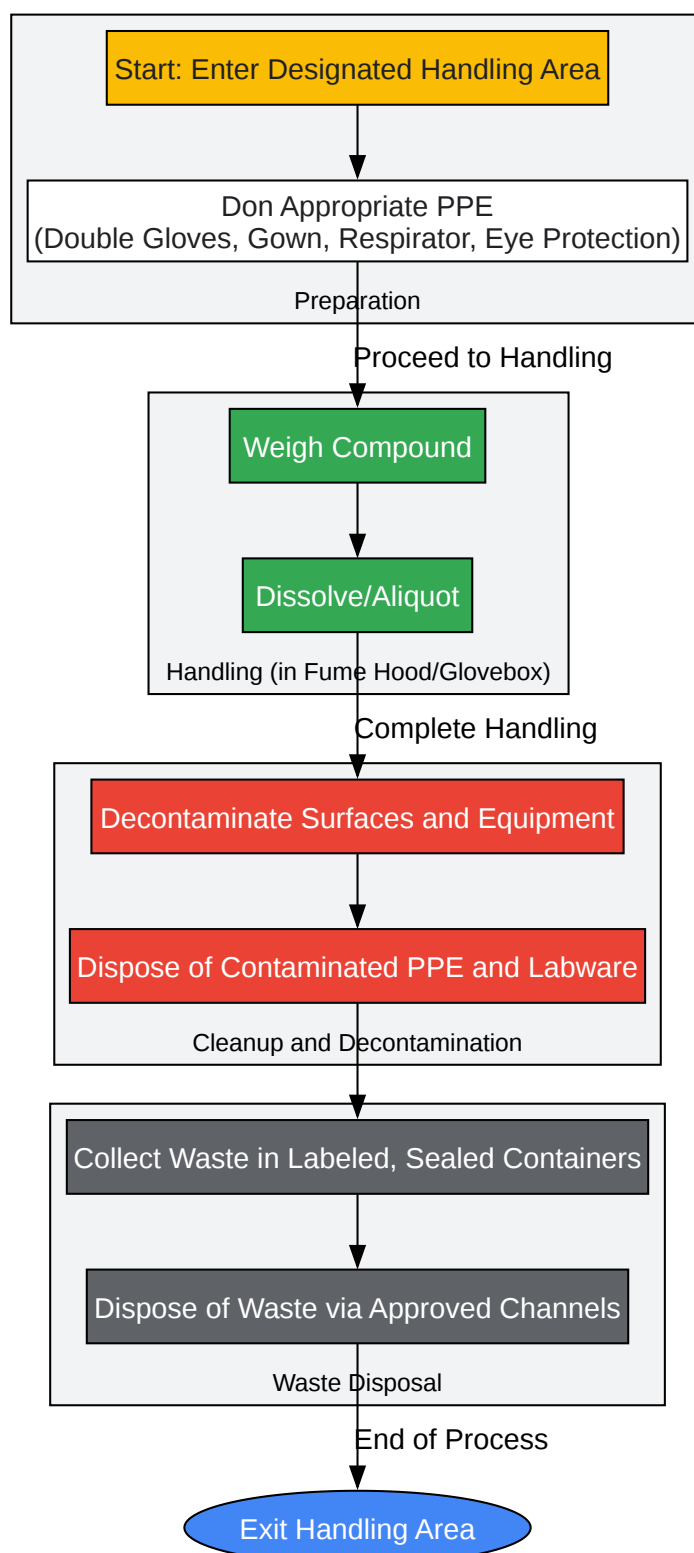 Start: Enter Designated Handling Area
Don Appropriate PPE
(Double Gloves, Gown, Respirator, Eye Protection)
Preparation
Proceed to Handling
Weigh Compound
Dissolve/Aliquot
Handling (in Fume Hood/Glovebox)
Complete Handling
Decontaminate Surfaces and Equipment
Dispose of Contaminated PPE and Labware
Cleanup and Decontamination
Collect Waste in Labeled, Sealed Containers
Dispose of Waste via Approved Channels
Waste Disposal
End of Process
Exit Handling Area